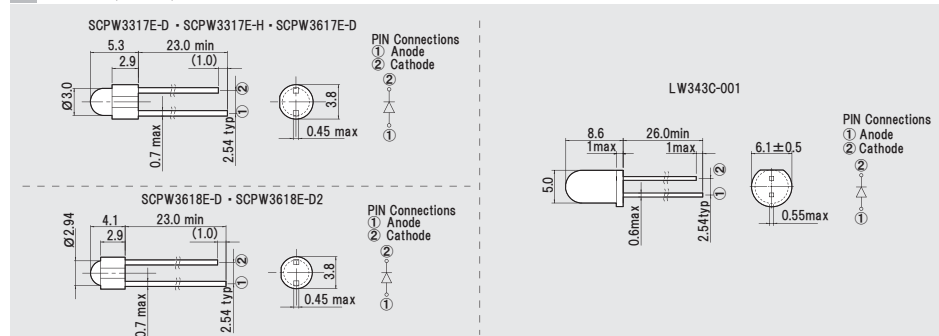 SCPW3317E-D・SCPW3317E-H・SCPW3617E-D
5.3
23.0 min
2.9
(1.0)
Ø3.0
②
①
0.7 max
2.54 typ
3.8
0.45 max
PIN Connections
① Anode
② Cathode
②
①
SCPW3618E-D・SCPW3618E-D2
4.1
23.0 min
2.9
(1.0)
Ø2.94
②
①
0.7 max
2.54 typ
3.8
0.45 max
PIN Connections
① Anode
② Cathode
②
①
LW343C-001
8.6
26.0min
1max
1max
5.0
②
①
0.6max
2.54typ
6.1±0.5
0.55max
PIN Connections
① Anode
② Cathode
②
①